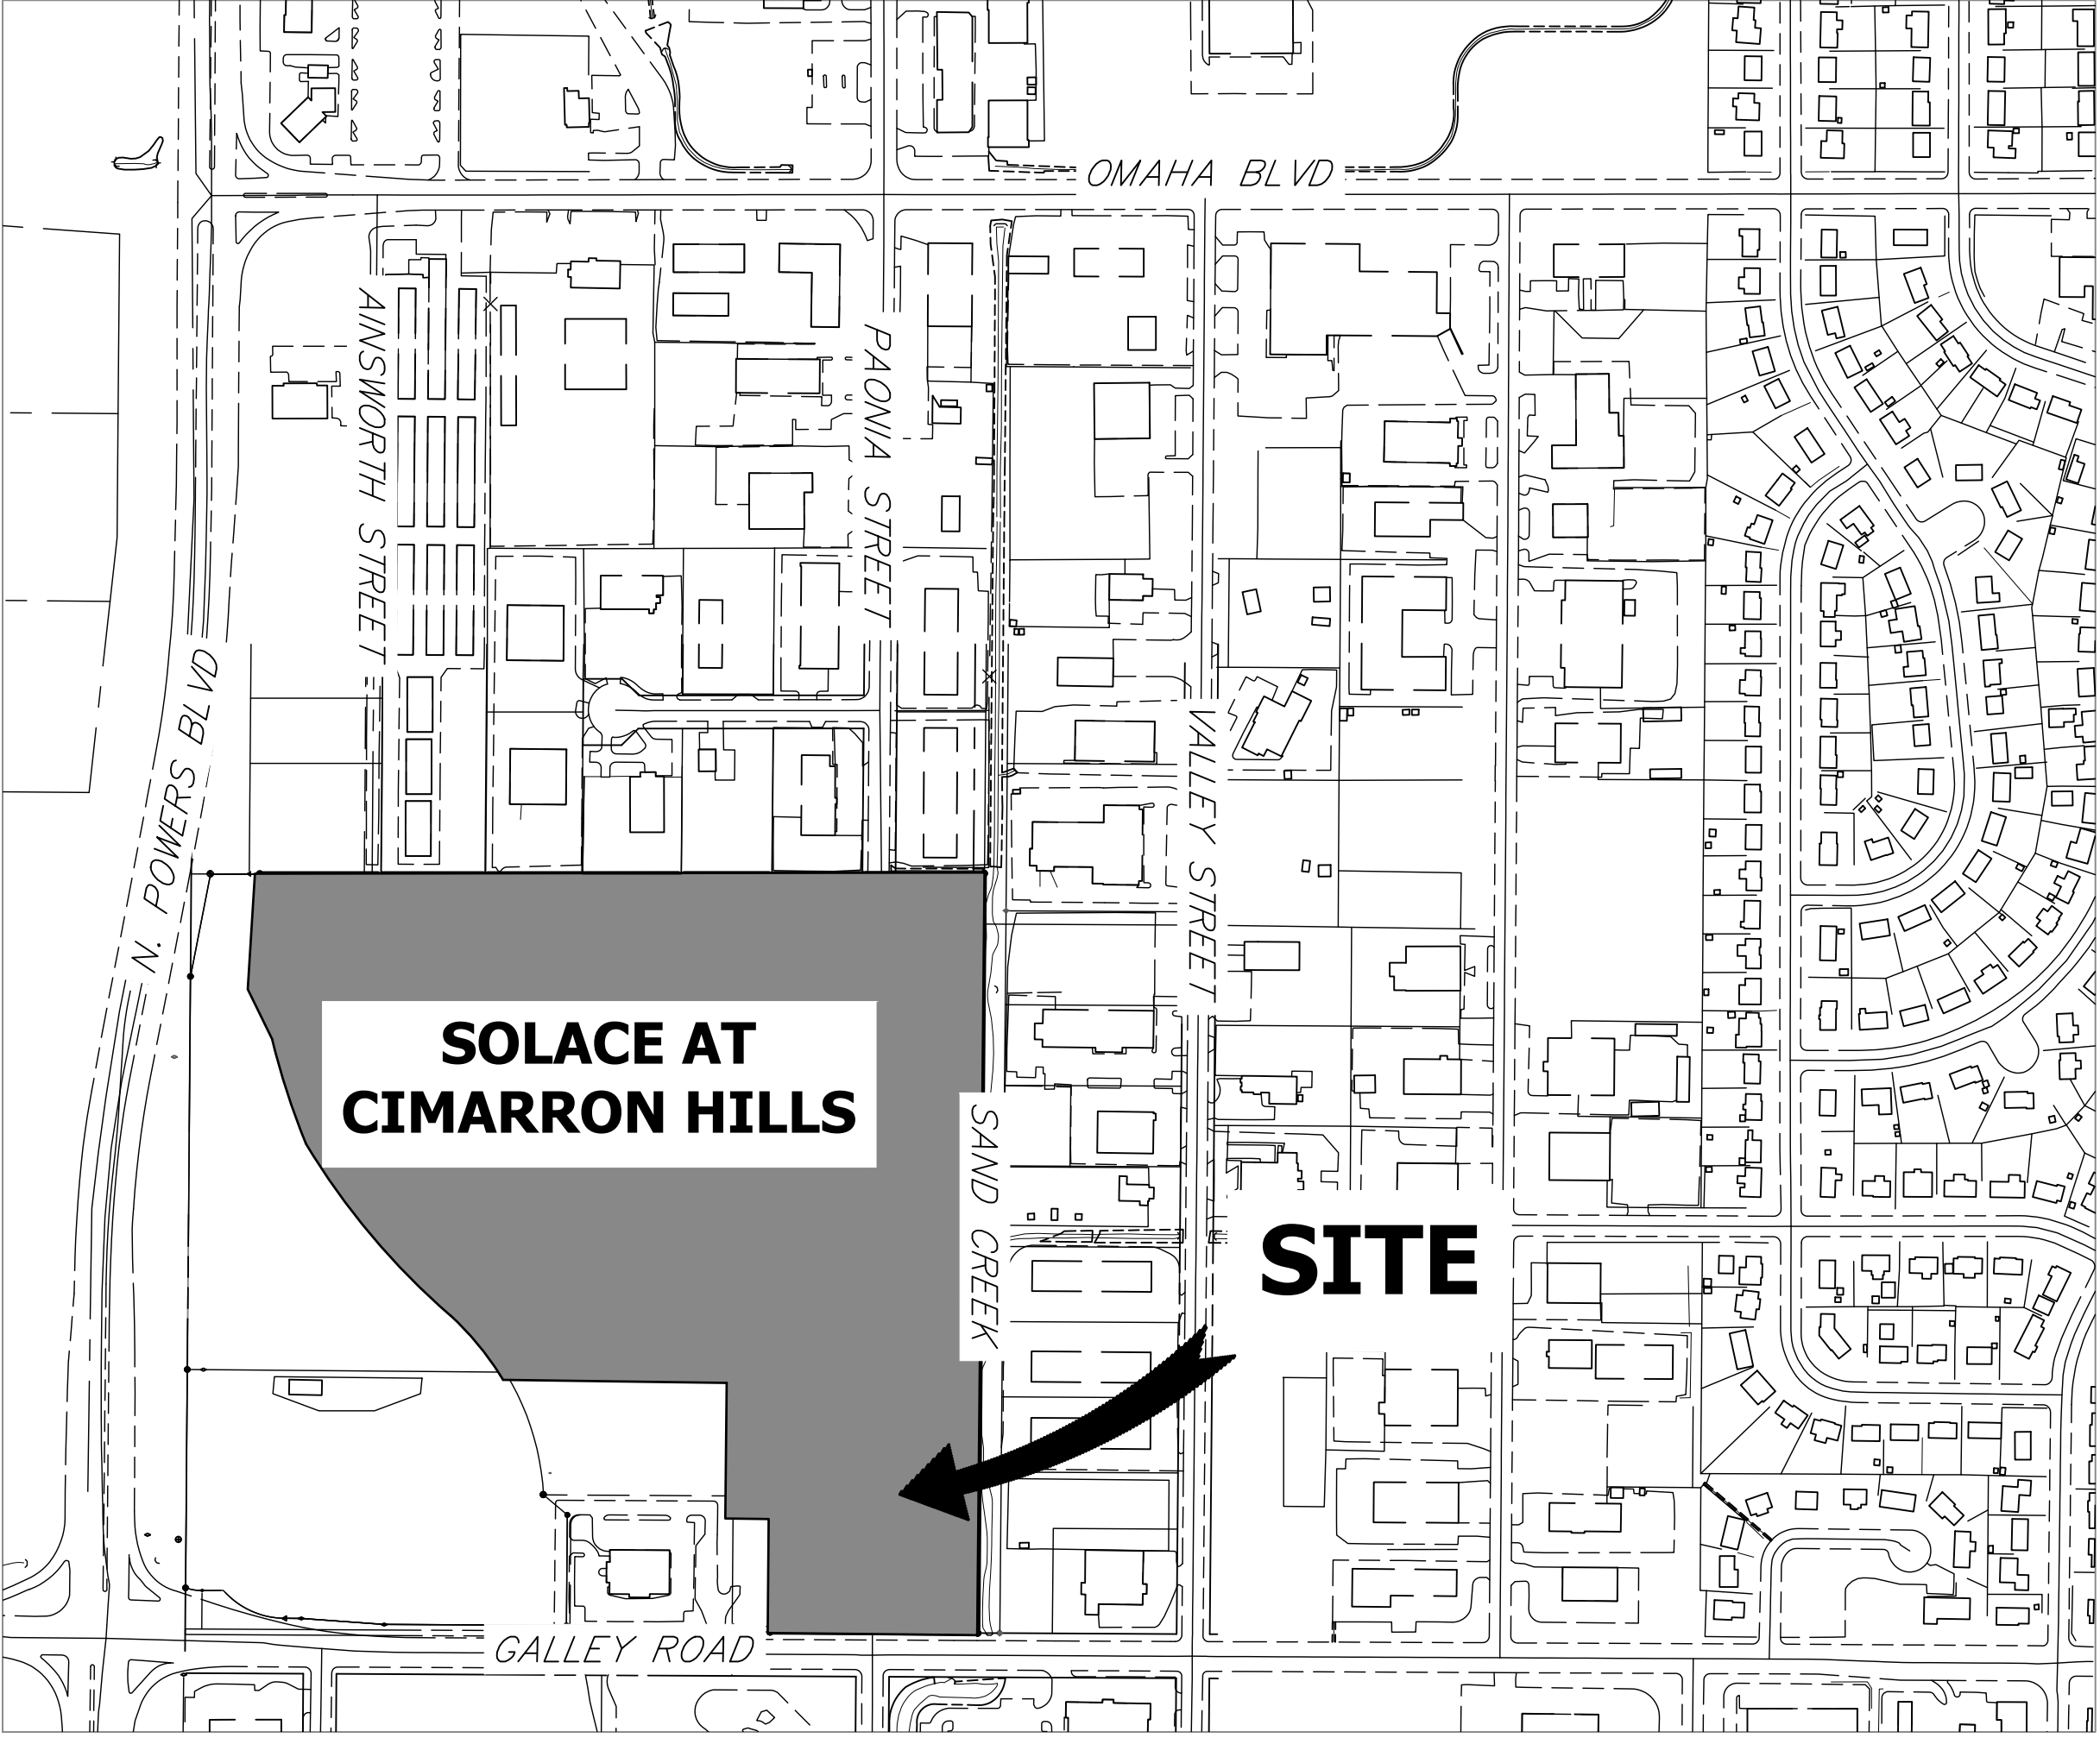 OMAHA BLVD
AINSWORTH STREET
PAONIA STREET
N. POWERS BLVD
VALLEY STREET
SOLACE AT
CIMARRON HILLS
SAND CREEK
SITE
GALLEY ROAD